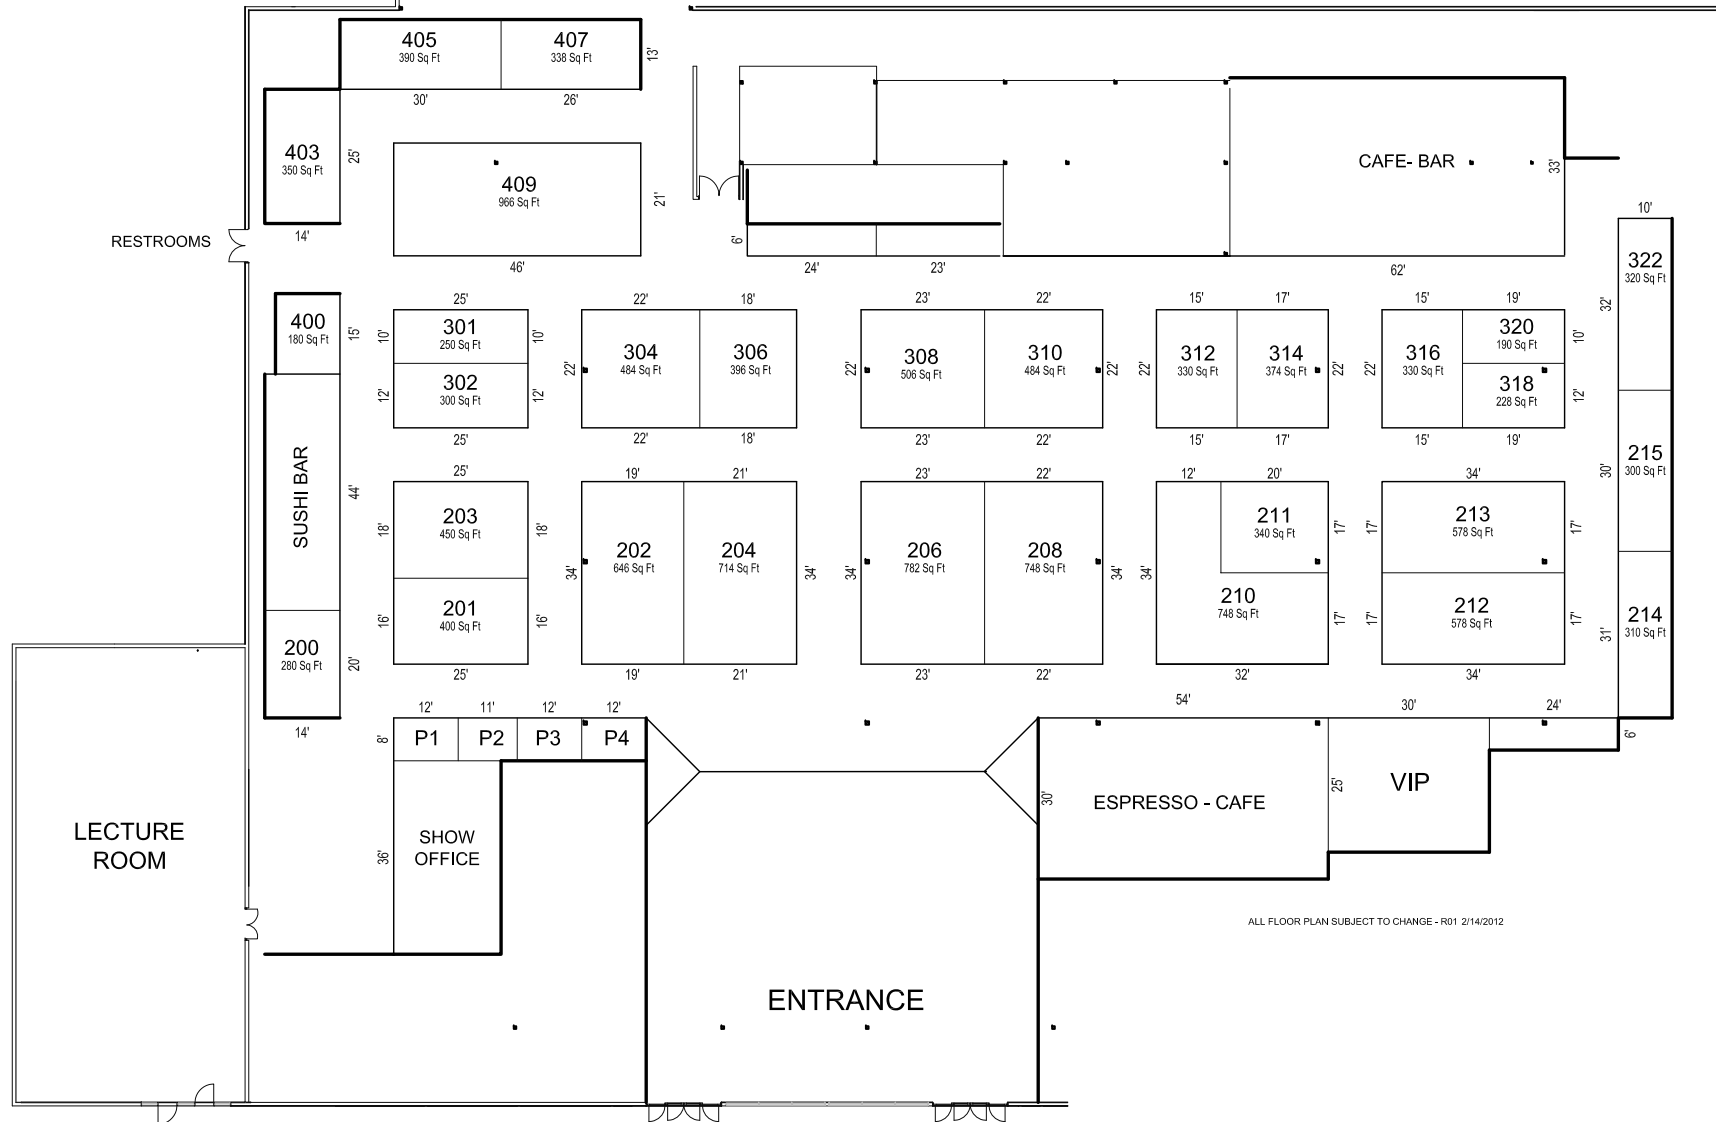 405
390 Sq Ft
407
338 Sq Ft
13'
30'
26'
403
350 Sq Ft
25'
14'
409
966 Sq Ft
21'
46'
RESTROOMS
CAFE- BAR
33'
6'
24'
23'
62'
10'
322
320 Sq Ft
32'
400
180 Sq Ft
15'
25'
10'
301
250 Sq Ft
10'
12'
302
300 Sq Ft
12'
25'
22'
18'
22'
304
484 Sq Ft
306
396 Sq Ft
22'
18'
23'
22'
22'
308
506 Sq Ft
310
484 Sq Ft
22'
23'
22'
15'
17'
22'
312
330 Sq Ft
314
374 Sq Ft
22'
15'
17'
15'
19'
22'
316
330 Sq Ft
320
190 Sq Ft
10'
318
228 Sq Ft
12'
15'
19'
215
300 Sq Ft
30'
SUSHI BAR
44'
25'
18'
203
450 Sq Ft
18'
16'
201
400 Sq Ft
16'
25'
19'
21'
34'
202
646 Sq Ft
204
714 Sq Ft
34'
19'
21'
23'
22'
34'
206
782 Sq Ft
208
748 Sq Ft
34'
23'
22'
12'
20'
34'
211
340 Sq Ft
17'
210
748 Sq Ft
17'
32'
34'
17'
213
578 Sq Ft
17'
17'
212
578 Sq Ft
17'
34'
214
310 Sq Ft
31'
200
280 Sq Ft
20'
14'
12'
11'
12'
12'
8'
P1
P2
P3
P4
54'
30'
24'
6'
30'
ESPRESSO - CAFE
25'
VIP
LECTURE
ROOM
36'
SHOW
OFFICE
ALL FLOOR PLAN SUBJECT TO CHANGE - R01 2/14/2012
ENTRANCE